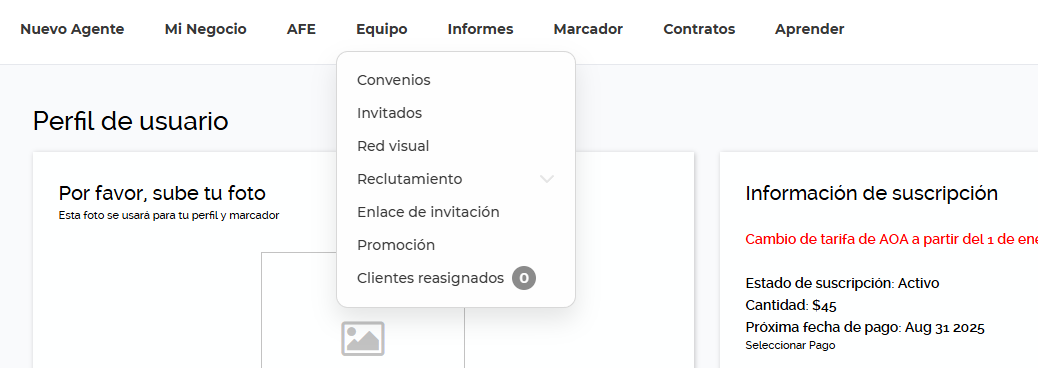 Nuevo Agente Mi Negocio AFE Equipo Informes Marcador Contratos Aprender
Convenios
Invitados
Red visual
Reclutamiento
Enlace de invitación
Promoción
Clientes reasignados 0
Perfil de usuario
Por favor, sube tu foto
Esta foto se usará para tu perfil y marcador
Información de suscripción
Cambio de tarifa de AOA a partir del 1 de ene
Estado de suscripción: Activo
Cantidad: $45
Próxima fecha de pago: Aug 31 2025
Seleccionar Pago